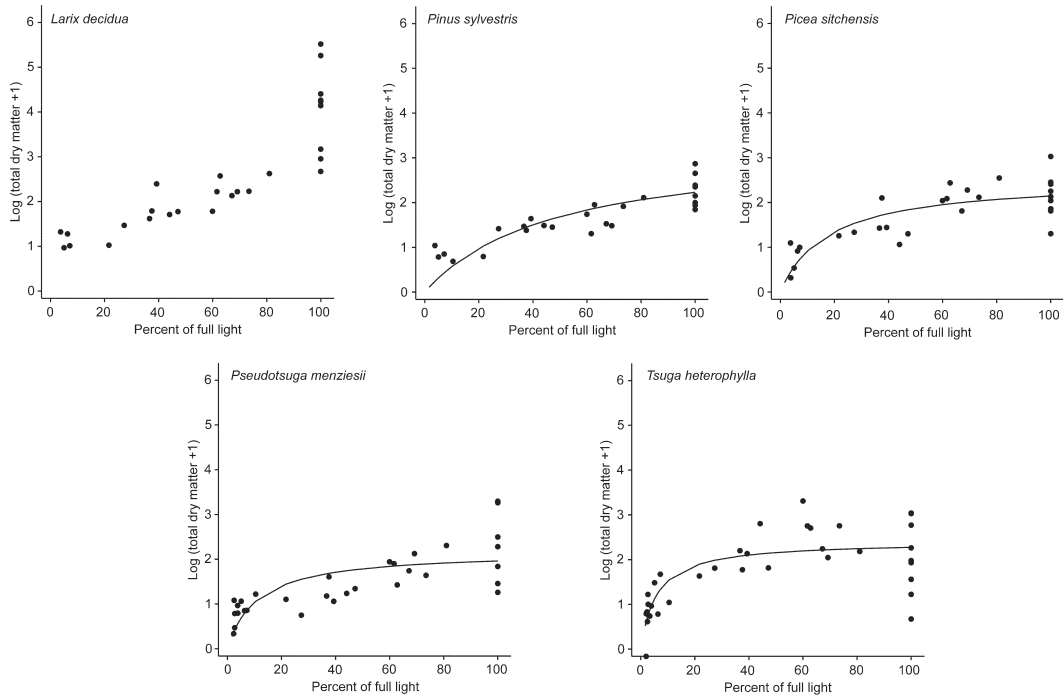 Larix decidua
Log (total dry matter +1)
6
5
4
3
2
1
0
0 20 40 60 80 100
Percent of full light
Pinus sylvestris
Log (total dry matter +1)
6
5
4
3
2
1
0
0 20 40 60 80 100
Percent of full light
Picea sitchensis
Log (total dry matter +1)
6
5
4
3
2
1
0
0 20 40 60 80 100
Percent of full light
Pseudotsuga menziesii
Log (total dry matter +1)
6
5
4
3
2
1
0
0 20 40 60 80 100
Percent of full light
Tsuga heterophylla
Log (total dry matter +1)
6
5
4
3
2
1
0
0 20 40 60 80 100
Percent of full light